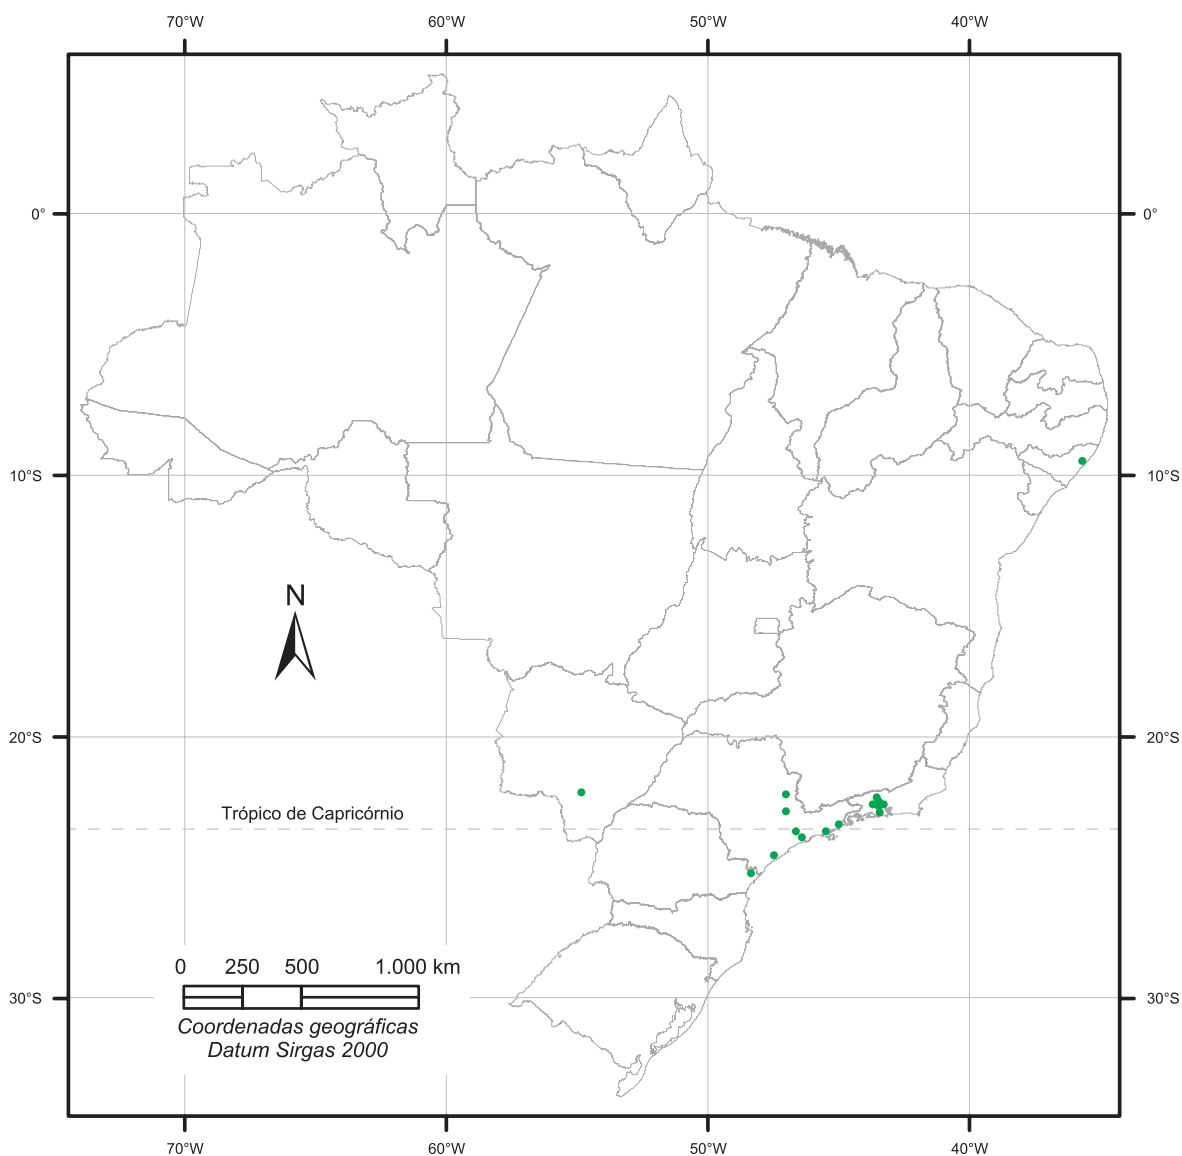 70°W 60°W 50°W 40°W
0° 0°
10°S 10°S
N
20°S 20°S
Trópico de Capricórnio
0 250 500 1.000 km
30°S 30°S
Coordenadas geográficas
Datum Sirgas 2000
70°W 60°W 50°W 40°W